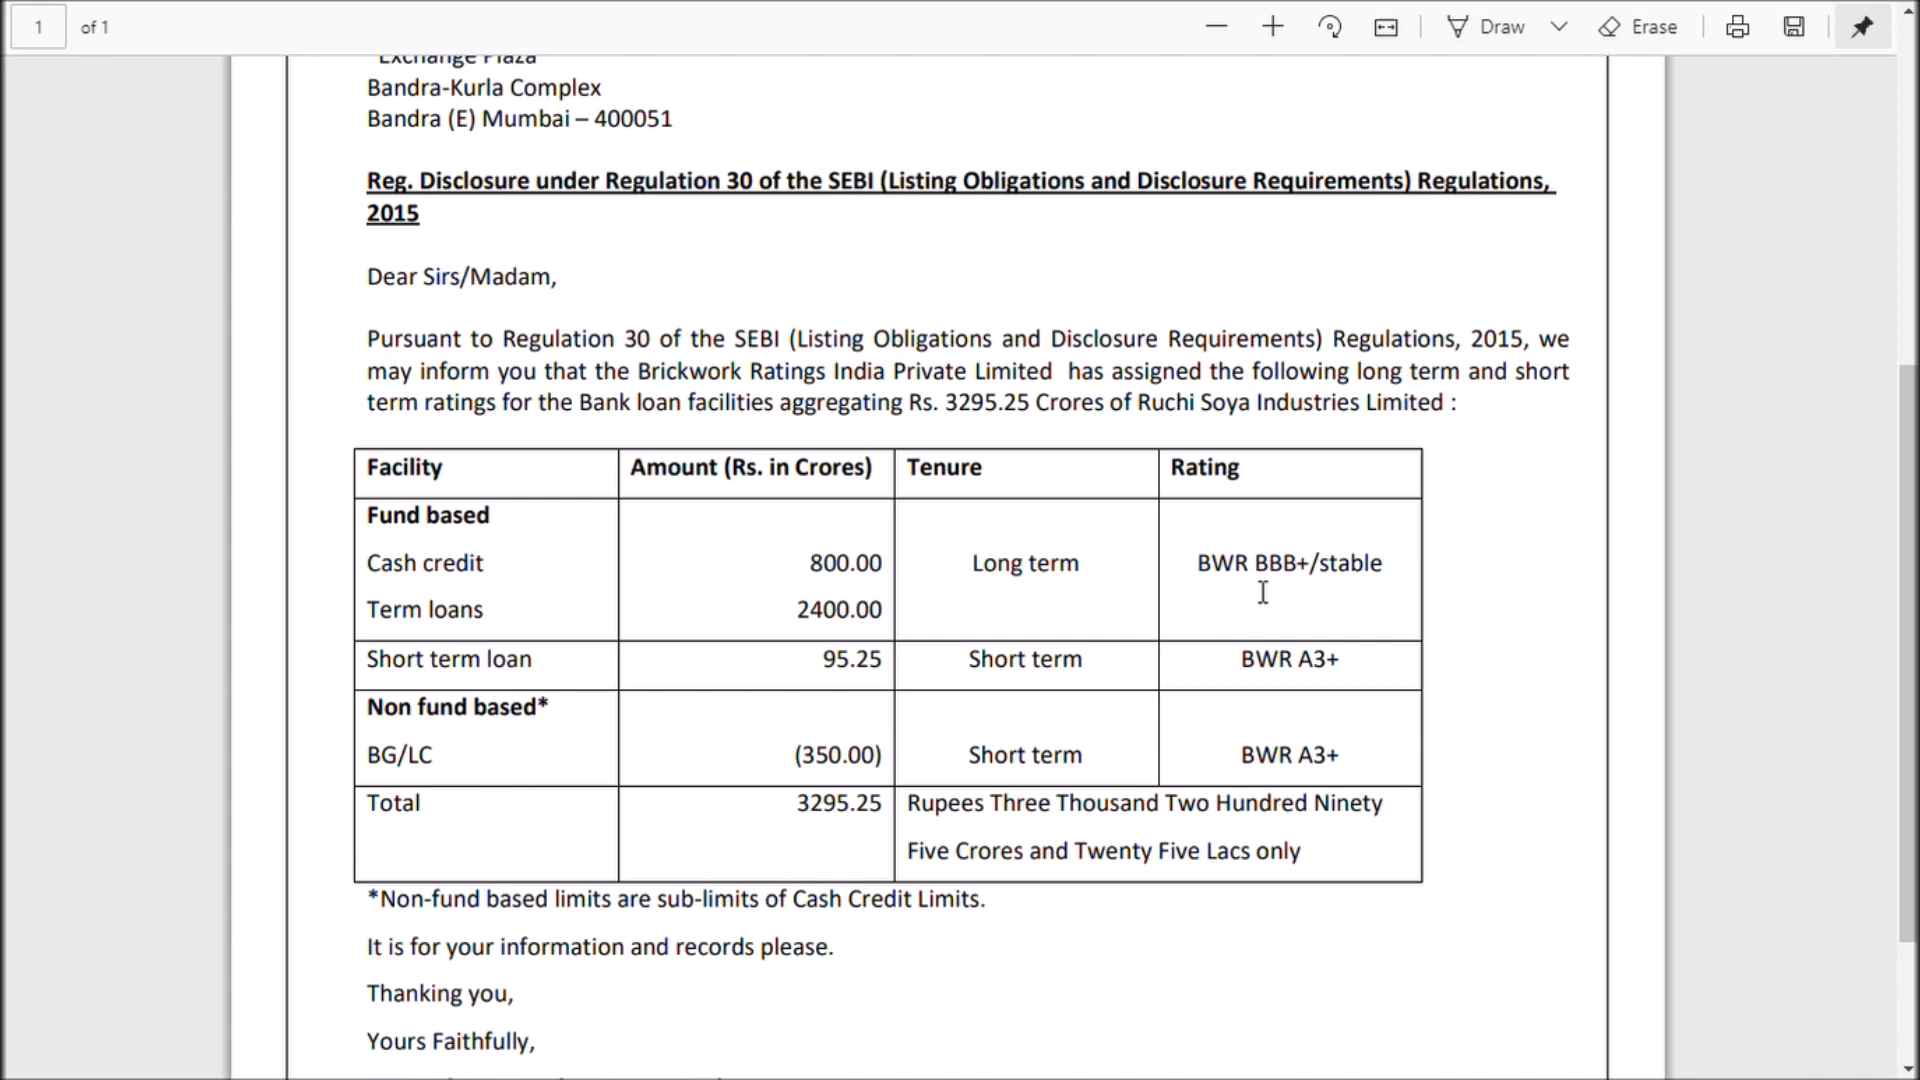 1 of 1
Draw
Erase
Exchange Plaza
Bandra-Kurla Complex
Bandra (E) Mumbai – 400051
Reg. Disclosure under Regulation 30 of the SEBI (Listing Obligations and Disclosure Requirements) Regulations,
2015
Dear Sirs/Madam,
Pursuant to Regulation 30 of the SEBI (Listing Obligations and Disclosure Requirements) Regulations, 2015, we
may inform you that the Brickwork Ratings India Private Limited has assigned the following long term and short
term ratings for the Bank loan facilities aggregating Rs. 3295.25 Crores of Ruchi Soya Industries Limited :
Facility Amount (Rs. in Crores) Tenure Rating
Fund based
Cash credit 800.00 Long term BWR BBB+/stable
Term loans 2400.00
Short term loan 95.25 Short term BWR A3+
Non fund based*
BG/LC (350.00) Short term BWR A3+
Total 3295.25 Rupees Three Thousand Two Hundred Ninety
Five Crores and Twenty Five Lacs only
*Non-fund based limits are sub-limits of Cash Credit Limits.
It is for your information and records please.
Thanking you,
Yours Faithfully,